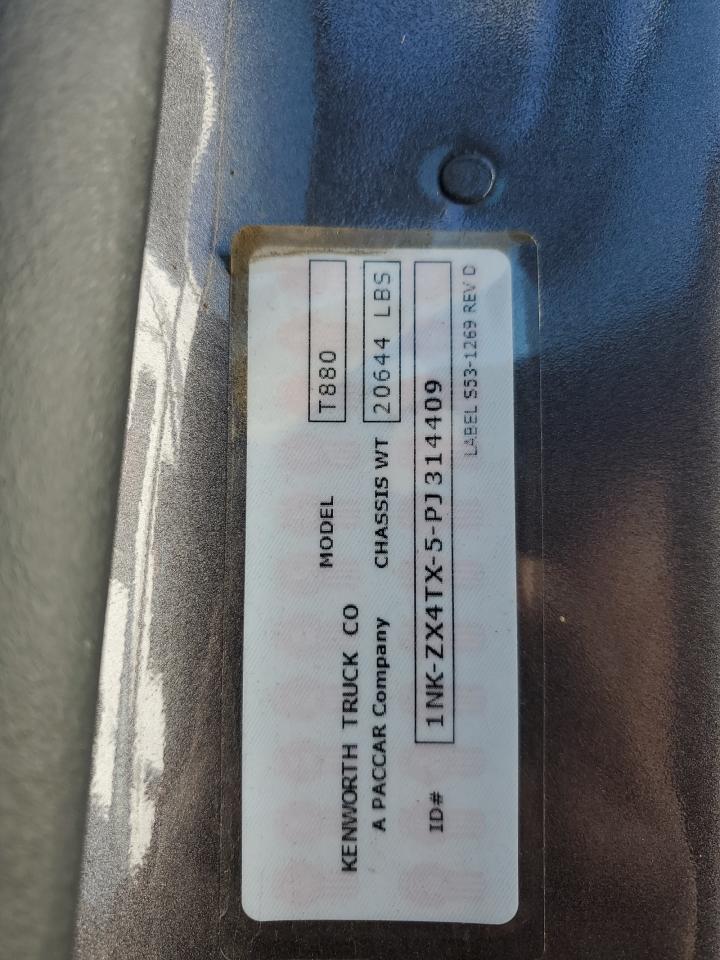 KENWORTH TRUCK CO MODEL T880
A PACCAR Company CHASSIS WT 20644 LBS
ID# 1NK-ZX4TX-5-PJ314409
LABEL S53-1269 REV D